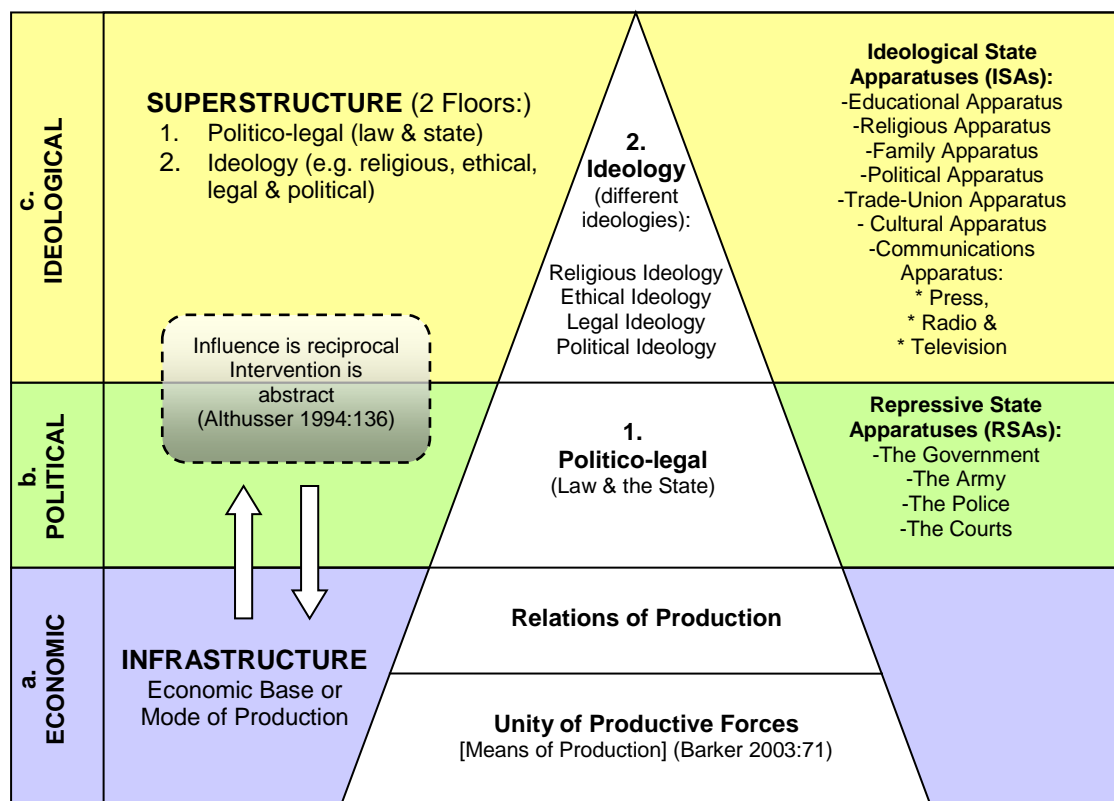 c.
IDEOLOGICAL
SUPERSTRUCTURE (2 Floors:)
1. Politico-legal (law & state)
2. Ideology (e.g. religious, ethical,
legal & political)
2.
Ideology
(different
ideologies):
Religious Ideology
Ethical Ideology
Legal Ideology
Political Ideology
Ideological State
Apparatuses (ISAs):
-Educational Apparatus
-Religious Apparatus
-Family Apparatus
-Political Apparatus
-Trade-Union Apparatus
- Cultural Apparatus
-Communications
Apparatus:
* Press,
* Radio &
* Television
Influence is reciprocal
Intervention is
abstract
(Althusser 1994:136)
b.
POLITICAL
1.
Politico-legal
(Law & the State)
Repressive State
Apparatuses (RSAs):
-The Government
-The Army
-The Police
-The Courts
a.
ECONOMIC
INFRASTRUCTURE
Economic Base or
Mode of Production
Relations of Production
Unity of Productive Forces
[Means of Production] (Barker 2003:71)